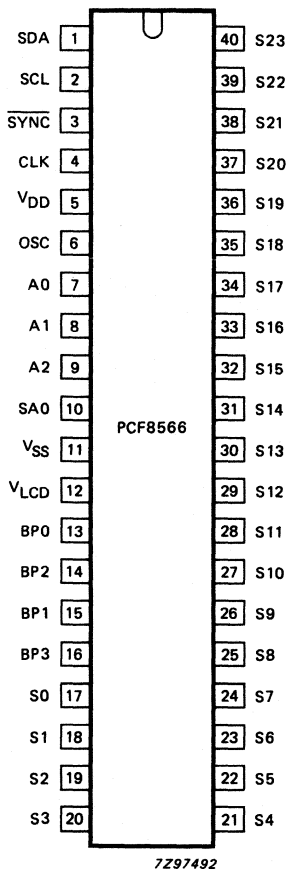 SDA 1 40 S23
SCL 2 39 S22
SYNC 3 38 S21
CLK 4 37 S20
VDD 5 36 S19
OSC 6 35 S18
A0 7 34 S17
A1 8 33 S16
A2 9 32 S15
SA0 10 31 S14
PCF8566
VSS 11 30 S13
VLCD 12 29 S12
BP0 13 28 S11
BP2 14 27 S10
BP1 15 26 S9
BP3 16 25 S8
S0 17 24 S7
S1 18 23 S6
S2 19 22 S5
S3 20 21 S4
7Z97492